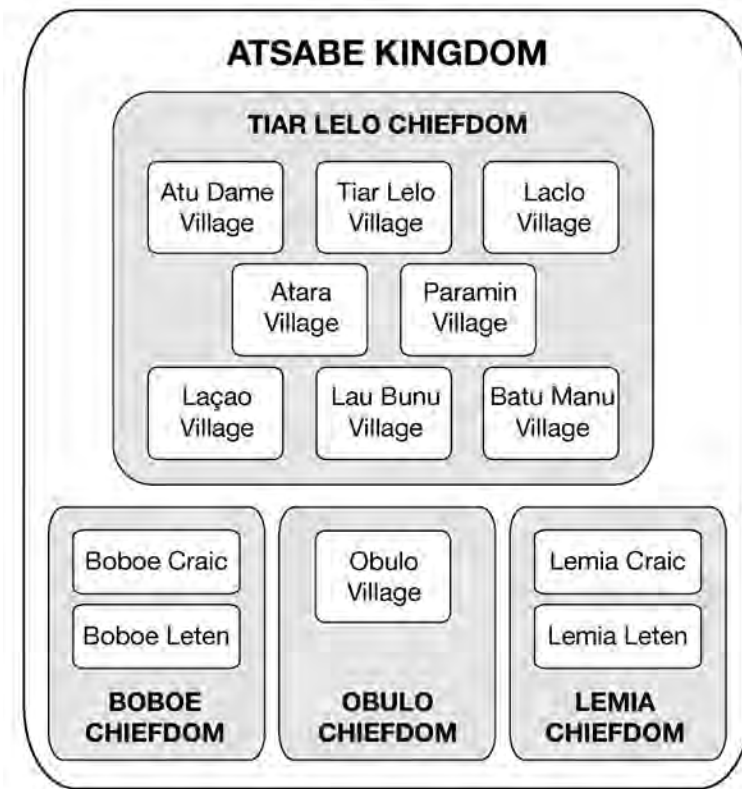 ATSABE KINGDOM
TIAR LELO CHIEFDOM
Atu Dame
Village
Tiar Lelo
Village
Laclo
Village
Atara
Village
Paramin
Village
Laçao
Village
Lau Bunu
Village
Batu Manu
Village
Boboe Craic
Boboe Leten
BOBOE
CHIEFDOM
Obulo
Village
OBULO
CHIEFDOM
Lemia Craic
Lemia Leten
LEMIA
CHIEFDOM